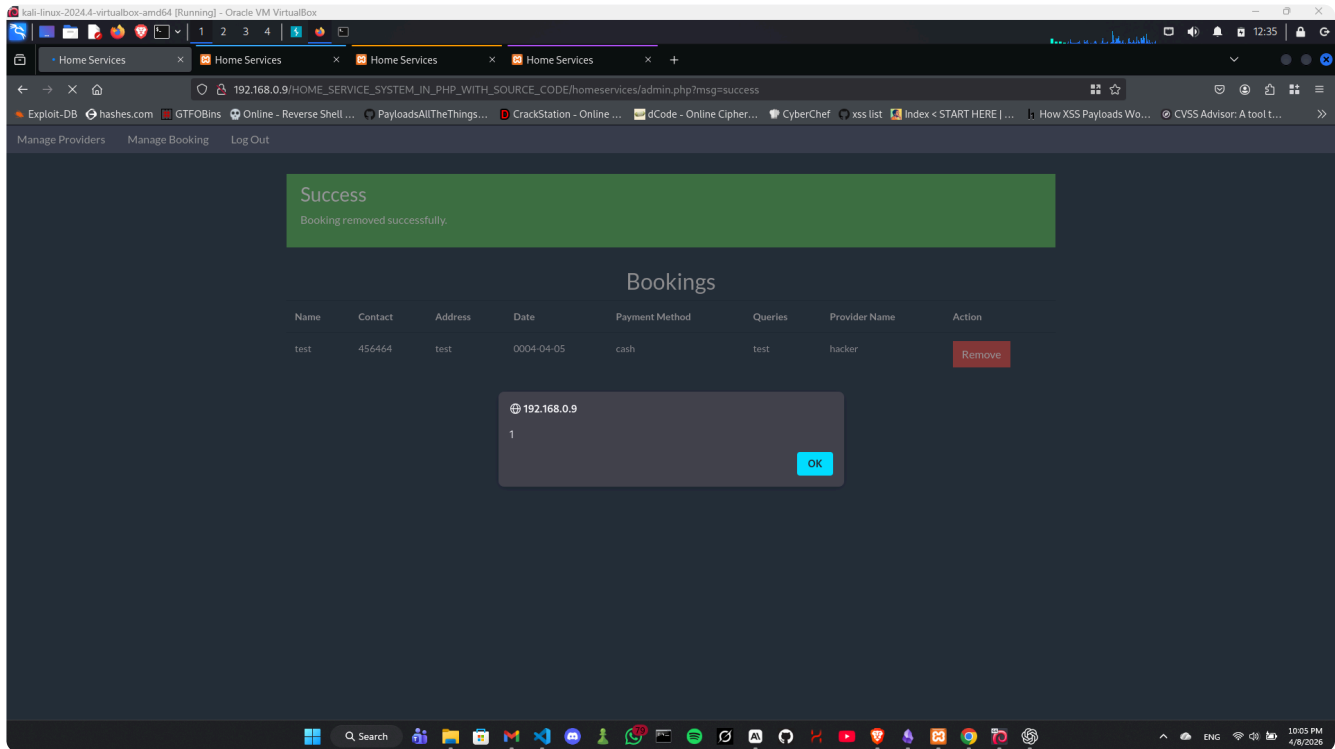 kali-linux-2024.4-virtualbox-amd64 [Running] - Oracle VM VirtualBox
1 2 3 4
12:35
Home Services
Home Services
Home Services
Home Services
192.168.0.9/HOME_SERVICE_SYSTEM_IN_PHP_WITH_SOURCE_CODE/homeservices/admin.php?msg=success
Exploit-DB hashes.com GTFOBins Online - Reverse Shell ... PayloadsAllTheThings... CrackStation - Online ... dCode - Online Cipher... CyberChef xss list Index < START HERE | ... How XSS Payloads Wo... CVSS Advisor: A tool t...
Manage Providers Manage Booking Log Out
Success
Booking removed successfully.
Bookings
Name Contact Address Date Payment Method Queries Provider Name Action
test 456464 test 0004-04-05 cash test hacker Remove
192.168.0.9
1
OK
Search
ENG
10:05 PM
4/8/2026